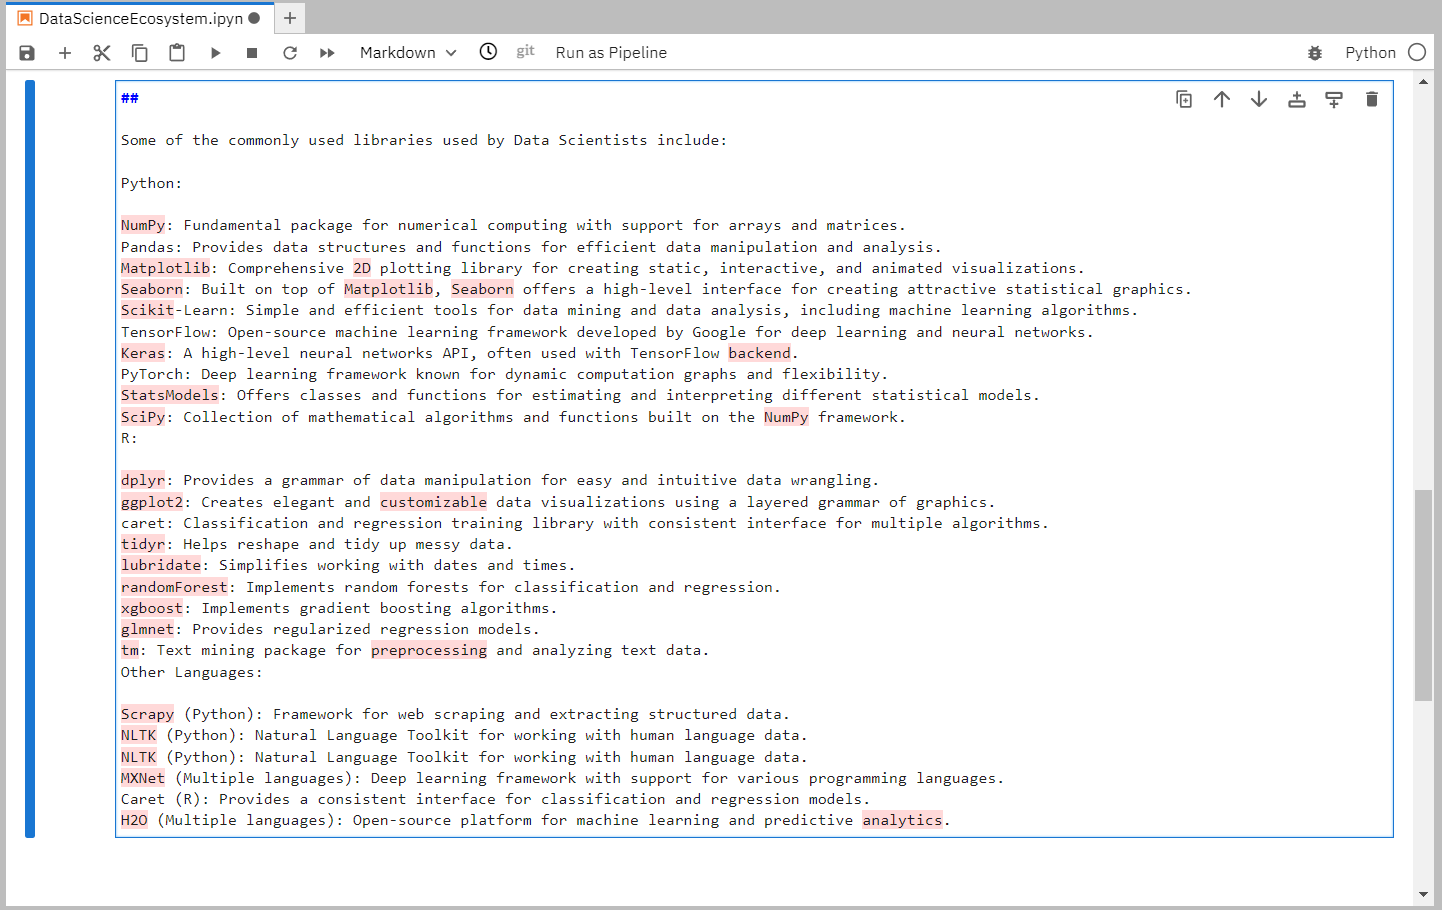 DataScienceEcosystem.ipyn
Markdown
git
Run as Pipeline
Python
##
Some of the commonly used libraries used by Data Scientists include:
Python:
NumPy: Fundamental package for numerical computing with support for arrays and matrices.
Pandas: Provides data structures and functions for efficient data manipulation and analysis.
Matplotlib: Comprehensive 2D plotting library for creating static, interactive, and animated visualizations.
Seaborn: Built on top of Matplotlib, Seaborn offers a high-level interface for creating attractive statistical graphics.
Scikit-Learn: Simple and efficient tools for data mining and data analysis, including machine learning algorithms.
TensorFlow: Open-source machine learning framework developed by Google for deep learning and neural networks.
Keras: A high-level neural networks API, often used with TensorFlow backend.
PyTorch: Deep learning framework known for dynamic computation graphs and flexibility.
StatsModels: Offers classes and functions for estimating and interpreting different statistical models.
SciPy: Collection of mathematical algorithms and functions built on the NumPy framework.
R:
dplyr: Provides a grammar of data manipulation for easy and intuitive data wrangling.
ggplot2: Creates elegant and customizable data visualizations using a layered grammar of graphics.
caret: Classification and regression training library with consistent interface for multiple algorithms.
tidyr: Helps reshape and tidy up messy data.
lubridate: Simplifies working with dates and times.
randomForest: Implements random forests for classification and regression.
xgboost: Implements gradient boosting algorithms.
glmnet: Provides regularized regression models.
tm: Text mining package for preprocessing and analyzing text data.
Other Languages:
Scrapy (Python): Framework for web scraping and extracting structured data.
NLTK (Python): Natural Language Toolkit for working with human language data.
NLTK (Python): Natural Language Toolkit for working with human language data.
MXNet (Multiple languages): Deep learning framework with support for various programming languages.
Caret (R): Provides a consistent interface for classification and regression models.
H2O (Multiple languages): Open-source platform for machine learning and predictive analytics.